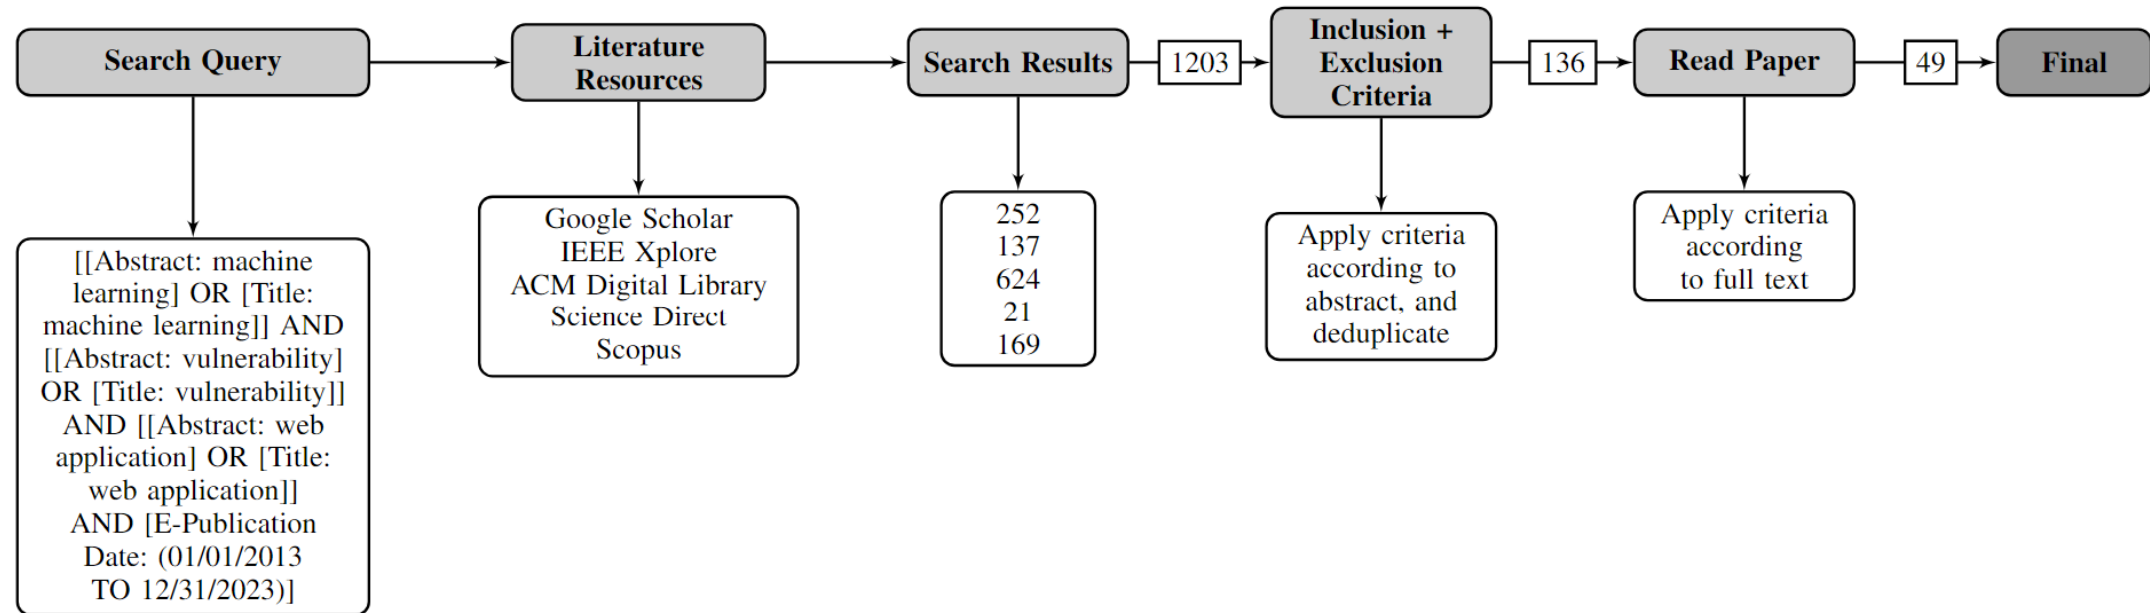 Search Query
Literature
Resources
Search Results
1203
Inclusion +
Exclusion
Criteria
136
Read Paper
49
Final
[[Abstract: machine
learning] OR [Title:
machine learning]] AND
[[Abstract: vulnerability]
OR [Title: vulnerability]]
AND [[Abstract: web
application] OR [Title:
web application]]
AND [E-Publication
Date: (01/01/2013
TO 12/31/2023)]
Google Scholar
IEEE Xplore
ACM Digital Library
Science Direct
Scopus
252
137
624
21
169
Apply criteria
according to
abstract, and
deduplicate
Apply criteria
according
to full text